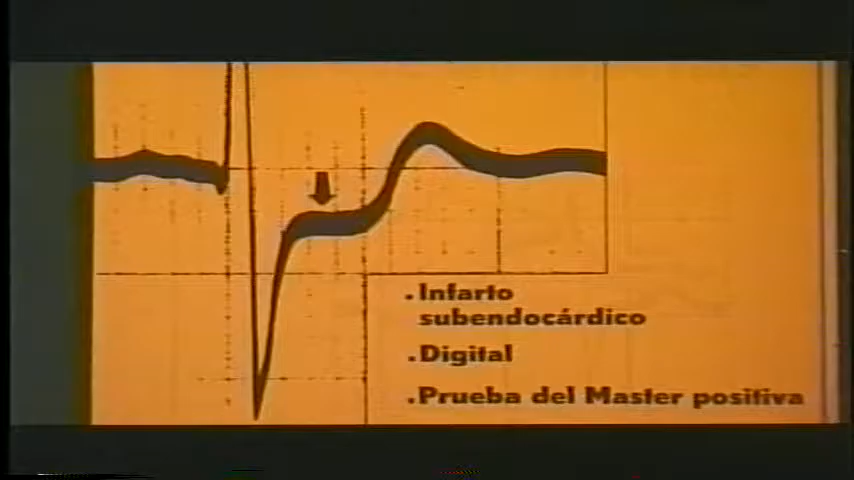 .Infarto
subendocárdico
.Digital
.Prueba del Master positiva